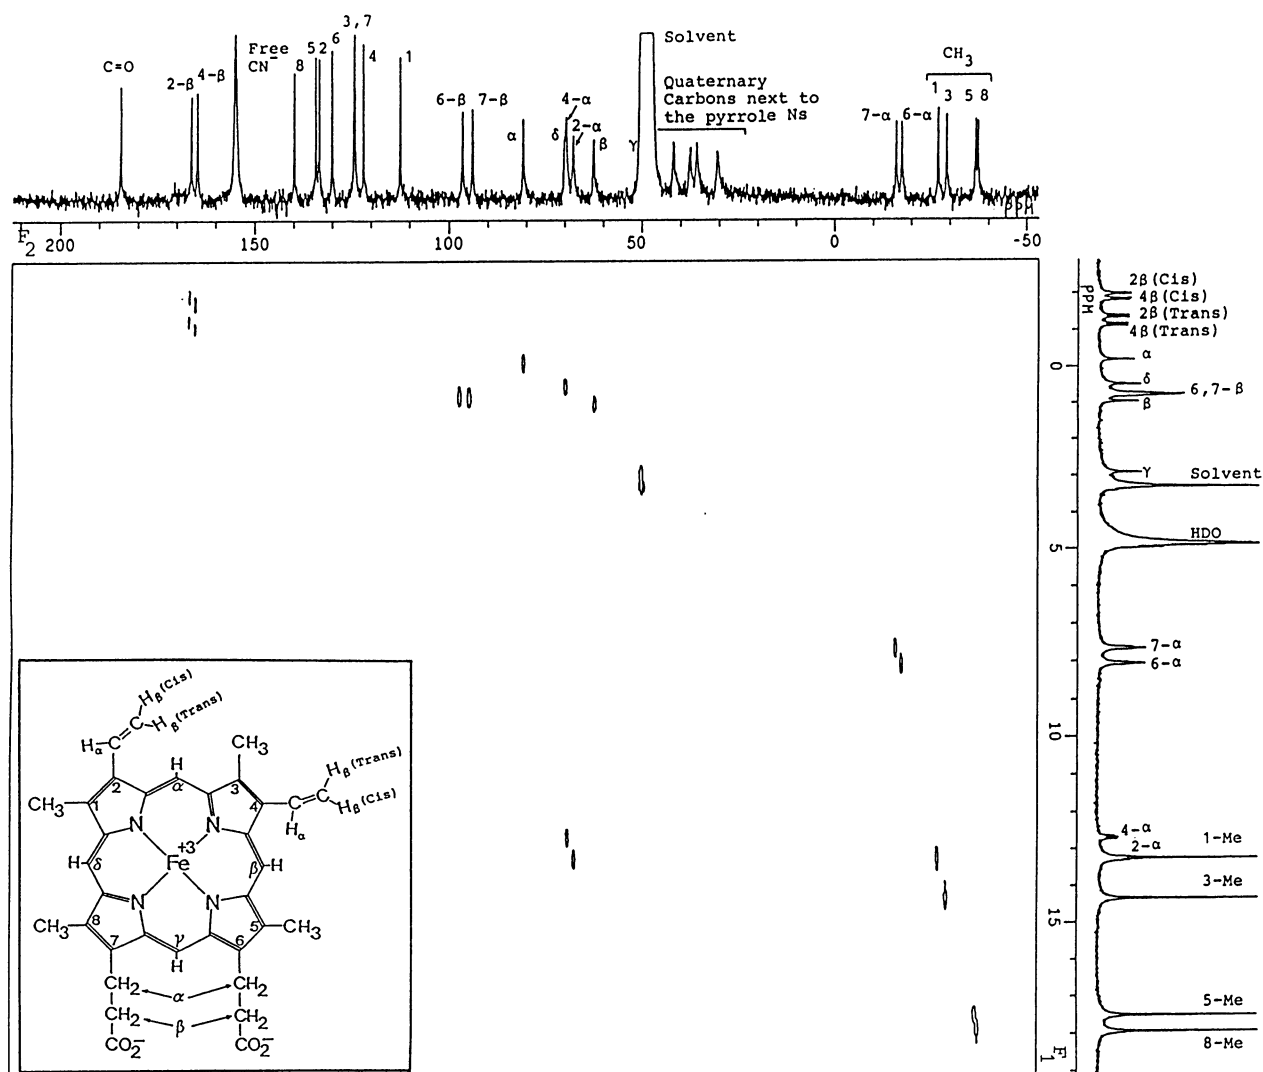 3,7
Free 5 2 6 Solvent
C=O 2-β 4-β CN⁻ 8 4 1 CH₃
Quaternary
Carbons next to
the pyrrole Ns
6-β 7-β 4-α 7-α 6-α 1 3 5 8
α δ 2-α β γ
PPM
F₂ 200 150 100 50 0 -50
2β(Cis)
4β(Cis)
2β(Trans)
4β(Trans)
PPM
α
0
δ
6,7-β
β
γ Solvent
HDO
5
7-α
6-α
10
4-α
2-α 1-Me
3-Me
15
5-Me
8-Me
F₁
Hβ(Cis)
Hβ(Trans)
C
Hα C
H CH₃ Hβ(Trans)
2 α 3 C
CH₃ 1 4 C Hβ(Cis)
N N Hα
+3
H δ Fe β H
N N
CH₃ 8 5 CH₃
7 γ 6
H
CH₂ α CH₂
CH₂ β CH₂
CO₂⁻ CO₂⁻